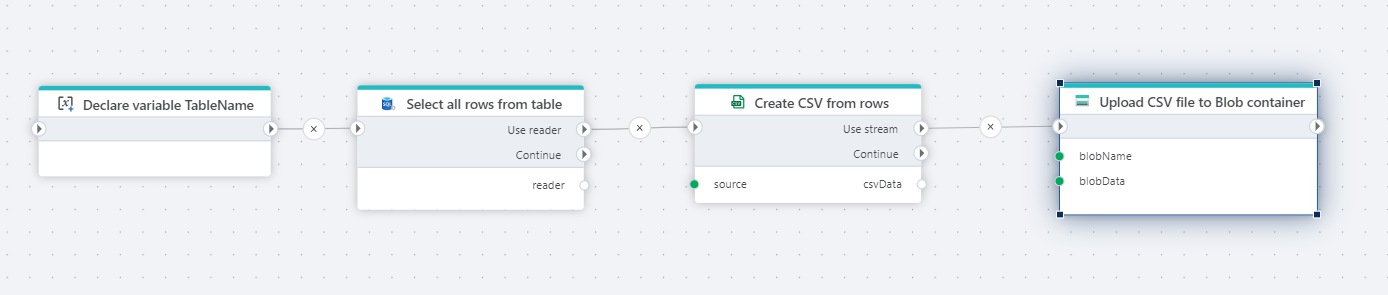 Declare variable TableName
Select all rows from table
Use reader
Continue
reader
Create CSV from rows
Use stream
Continue
source
csvData
Upload CSV file to Blob container
blobName
blobData